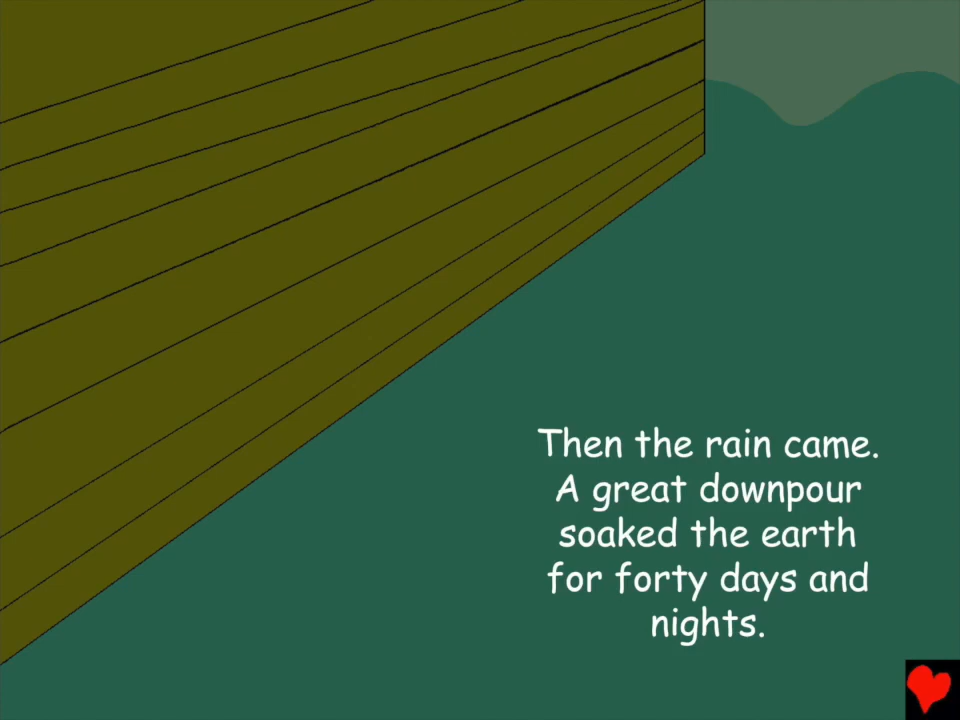 Then the rain came.
A great downpour
soaked the earth
for forty days and
nights.